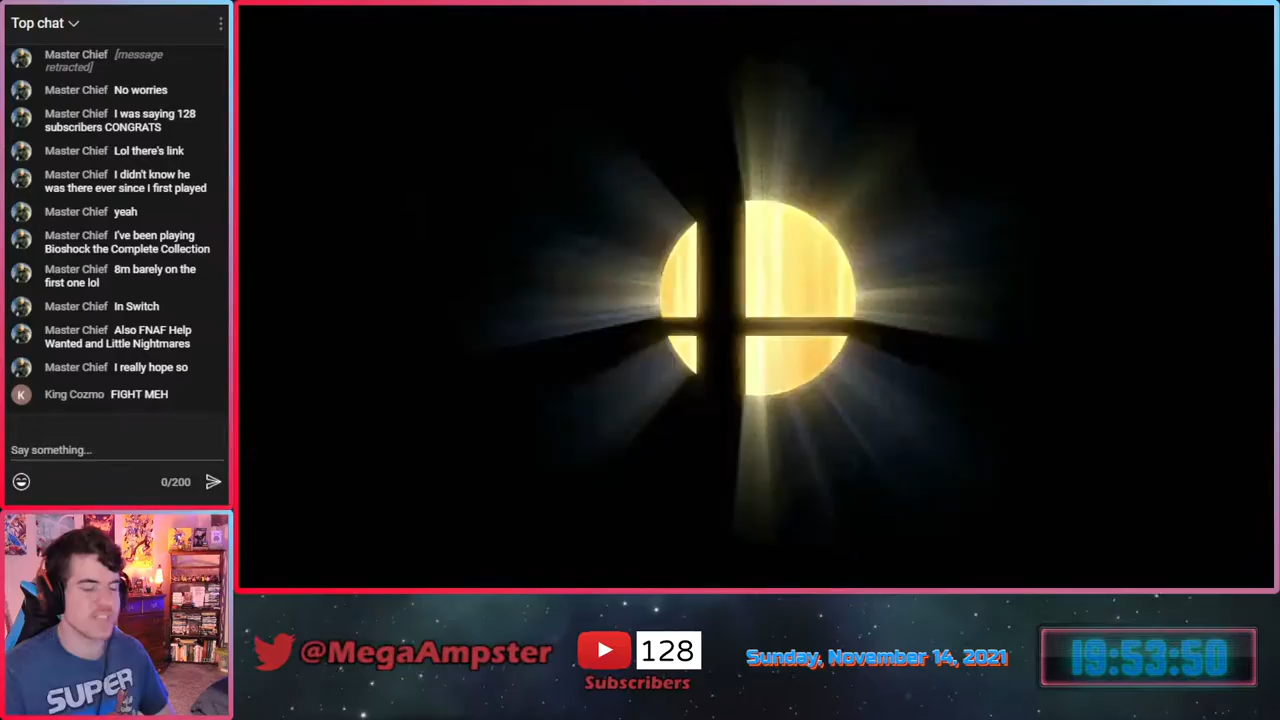 Top chat
Master Chief [message
retracted]
Master Chief No worries
Master Chief I was saying 128
subscribers CONGRATS
Master Chief Lol there's link
Master Chief I didn't know he
was there ever since I first played
Master Chief yeah
Master Chief I've been playing
Bioshock the Complete Collection
Master Chief 8m barely on the
first one lol
Master Chief In Switch
Master Chief Also FNAF Help
Wanted and Little Nightmares
Master Chief I really hope so
K King Cozmo FIGHT MEH
Say something...
0/200
SUPER
@MegaAmpster
128
Subscribers
Sunday, November 14, 2021
19:53:50